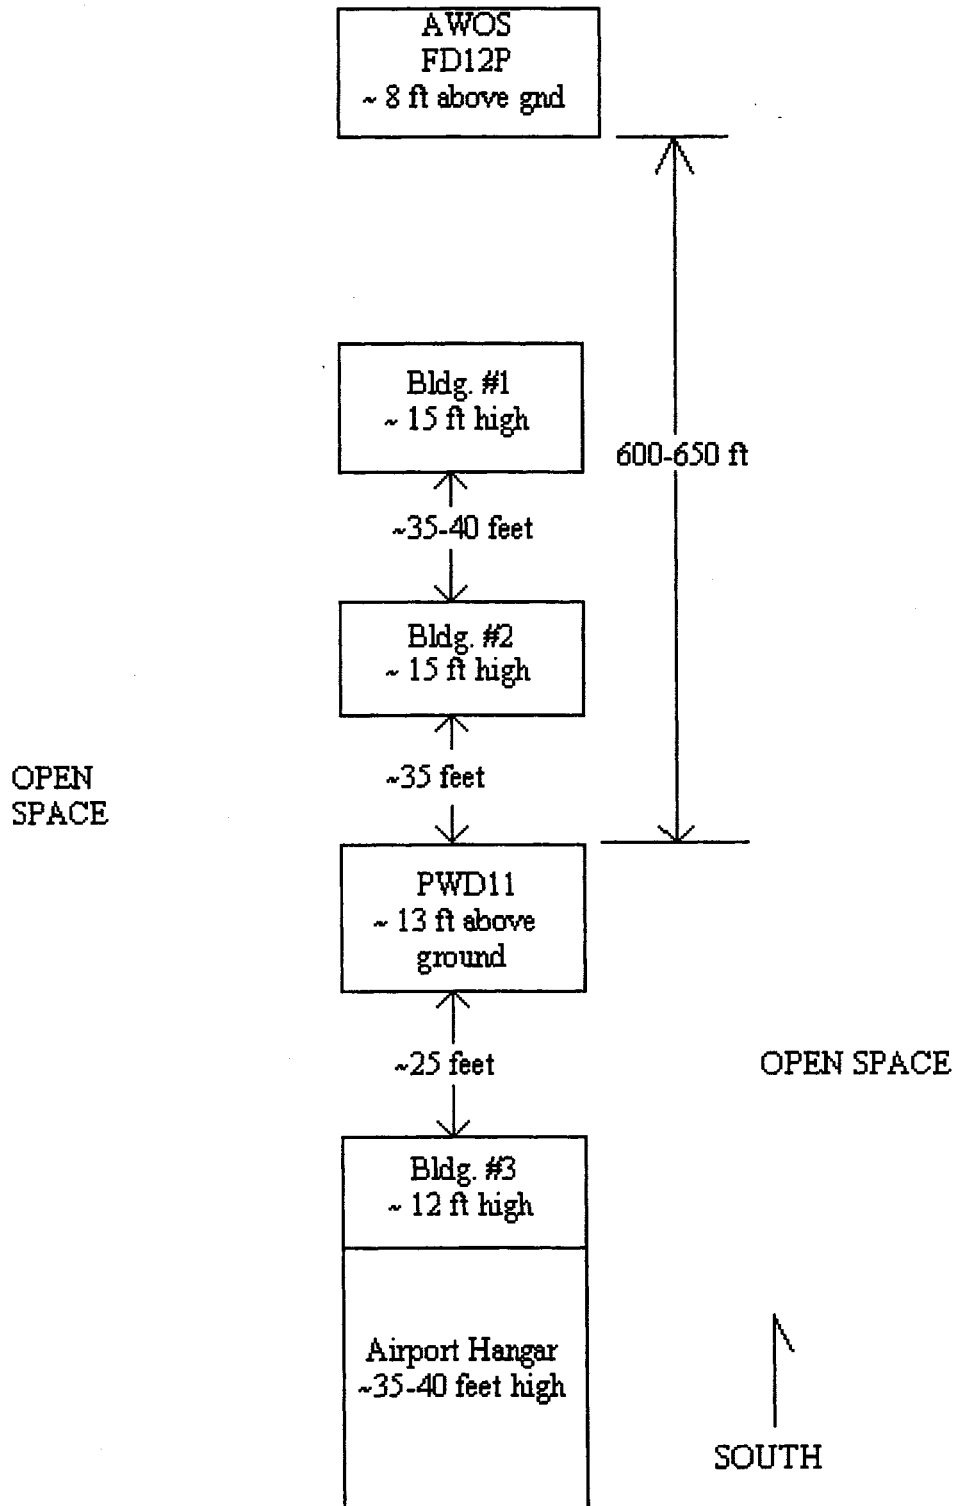 AWOS
FD12P
~ 8 ft above gnd
Bldg. #1
~ 15 ft high
600-650 ft
~35-40 feet
Bldg. #2
~ 15 ft high
~35 feet
OPEN
SPACE
PWD11
~ 13 ft above
ground
~25 feet
OPEN SPACE
Bldg. #3
~ 12 ft high
Airport Hangar
~35-40 feet high
SOUTH